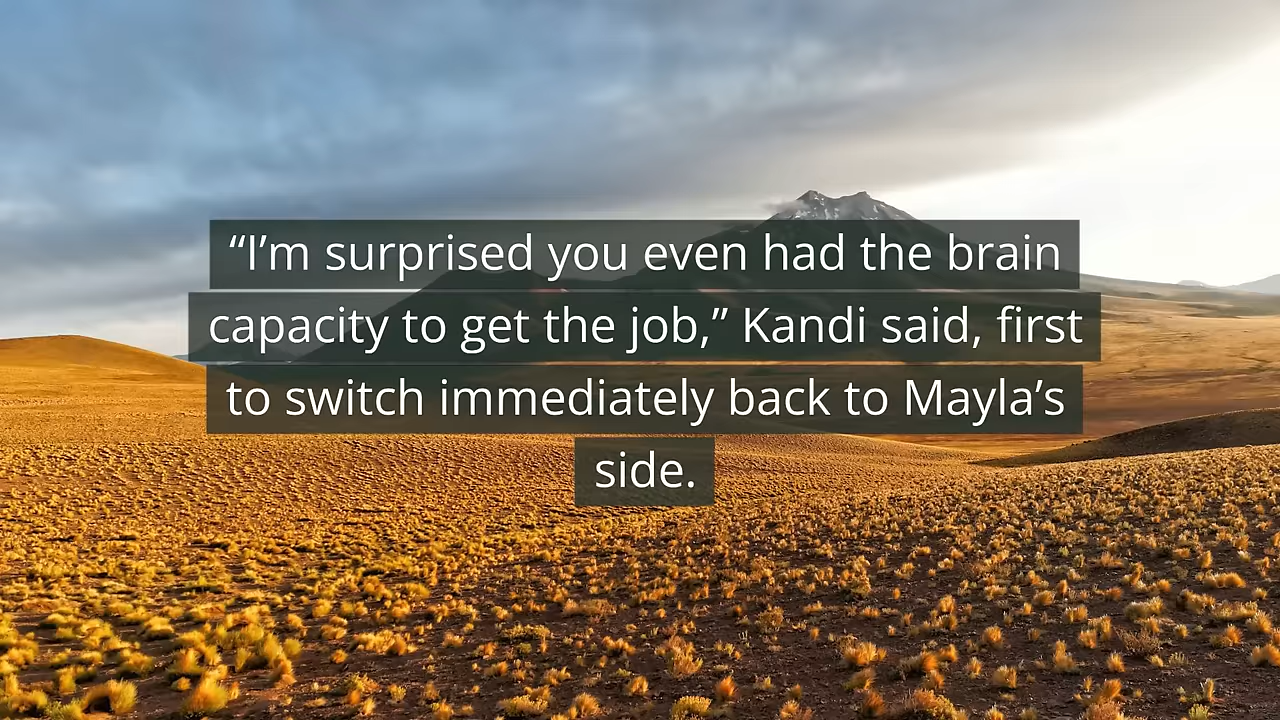 “I’m surprised you even had the brain
capacity to get the job,” Kandi said, first
to switch immediately back to Mayla’s
side.